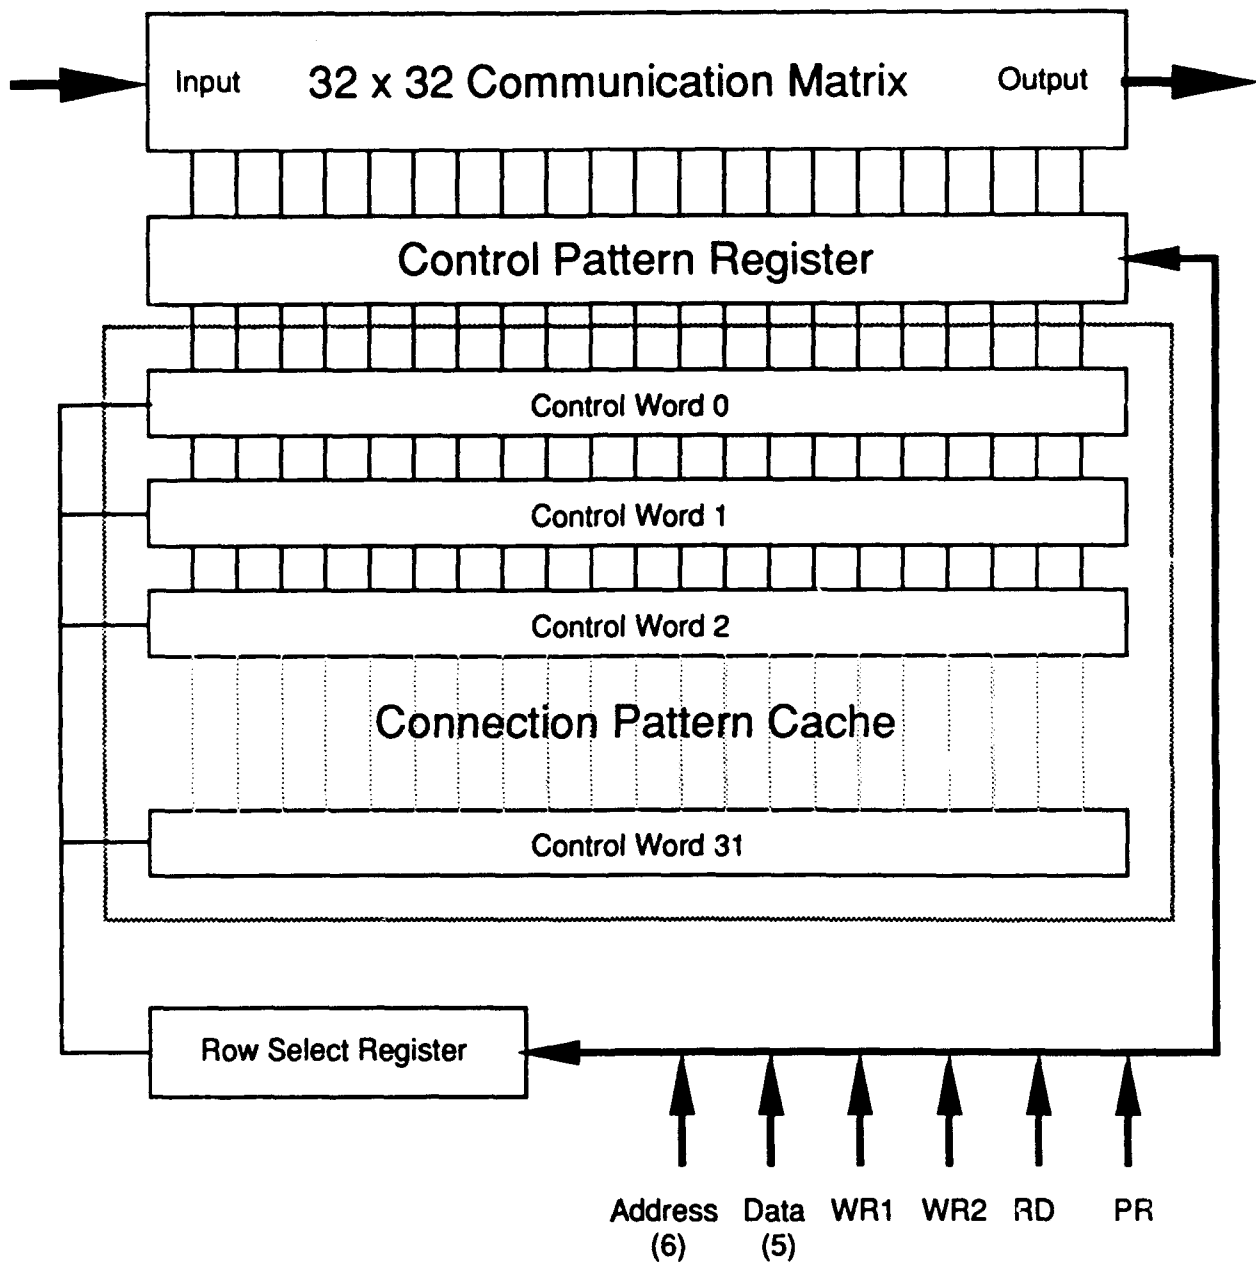 Input 32 x 32 Communication Matrix Output
Control Pattern Register
Control Word 0
Control Word 1
Control Word 2
Connection Pattern Cache
Control Word 31
Row Select Register
Address Data WR1 WR2 RD PR
(6) (5)